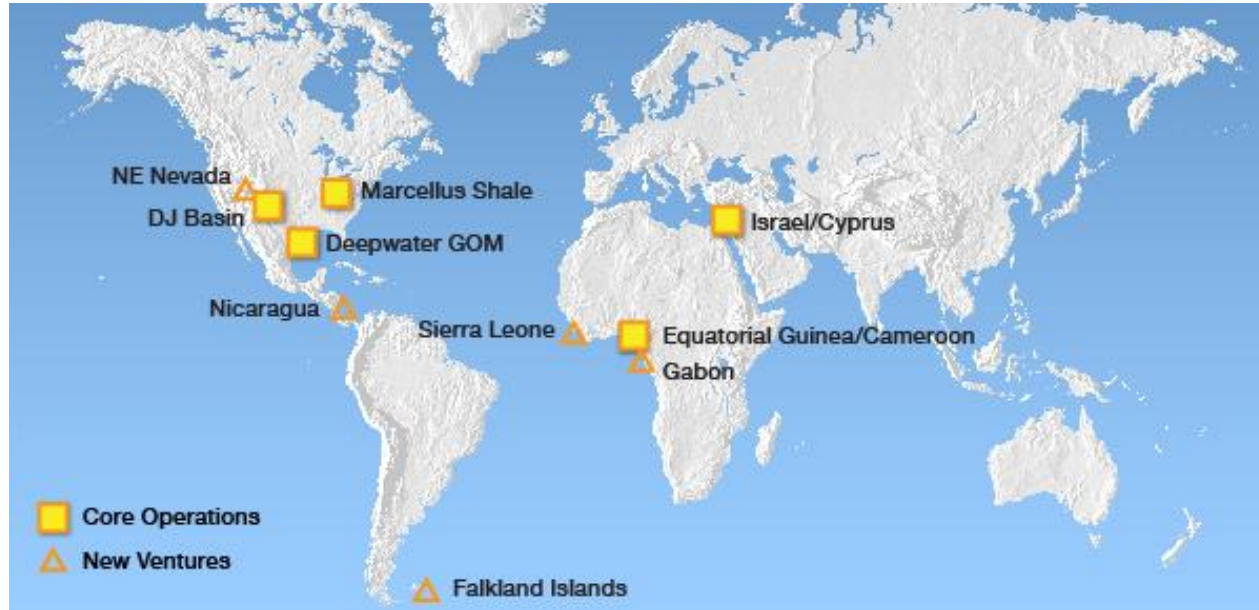 NE Nevada
Marcellus Shale
DJ Basin
Deepwater GOM
Israel/Cyprus
Nicaragua
Sierra Leone
Equatorial Guinea/Cameroon
Gabon
Core Operations
New Ventures
Falkland Islands